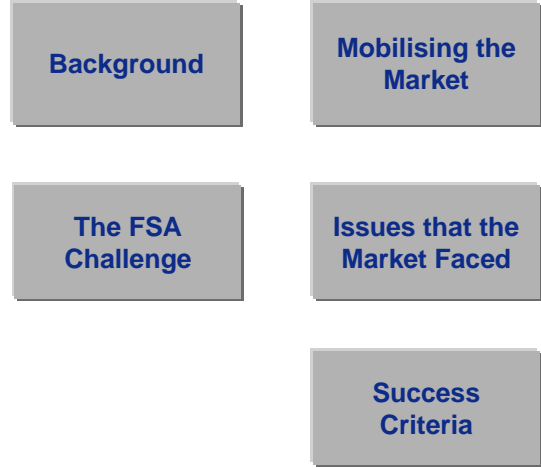 Background
The FSA
Challenge
Mobilising the
Market
Issues that the
Market Faced
Success
Criteria